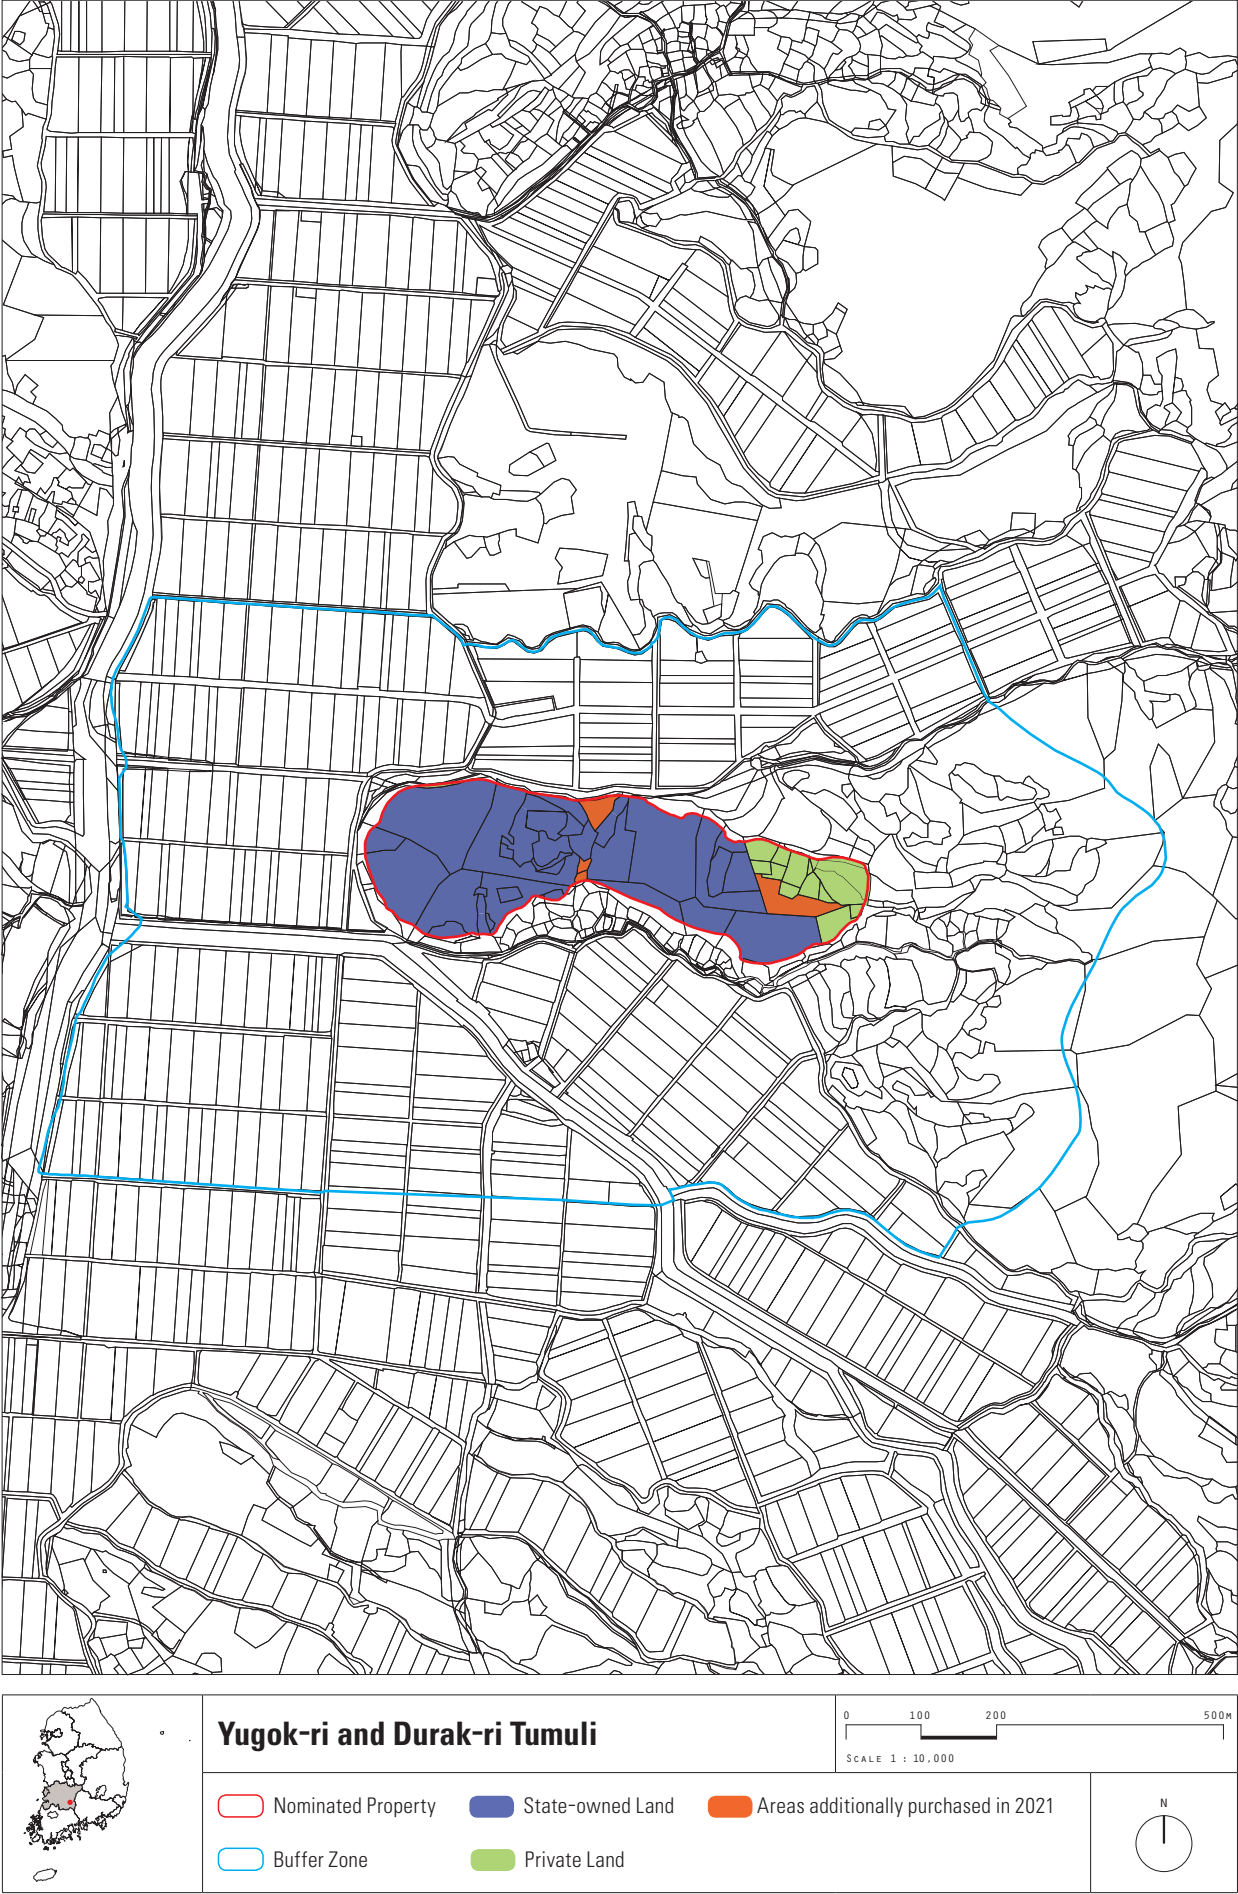 Yugok-ri and Durak-ri Tumuli
0 100 200 500M
SCALE 1 : 10,000
Nominated Property
State-owned Land
Areas additionally purchased in 2021
Buffer Zone
Private Land
N